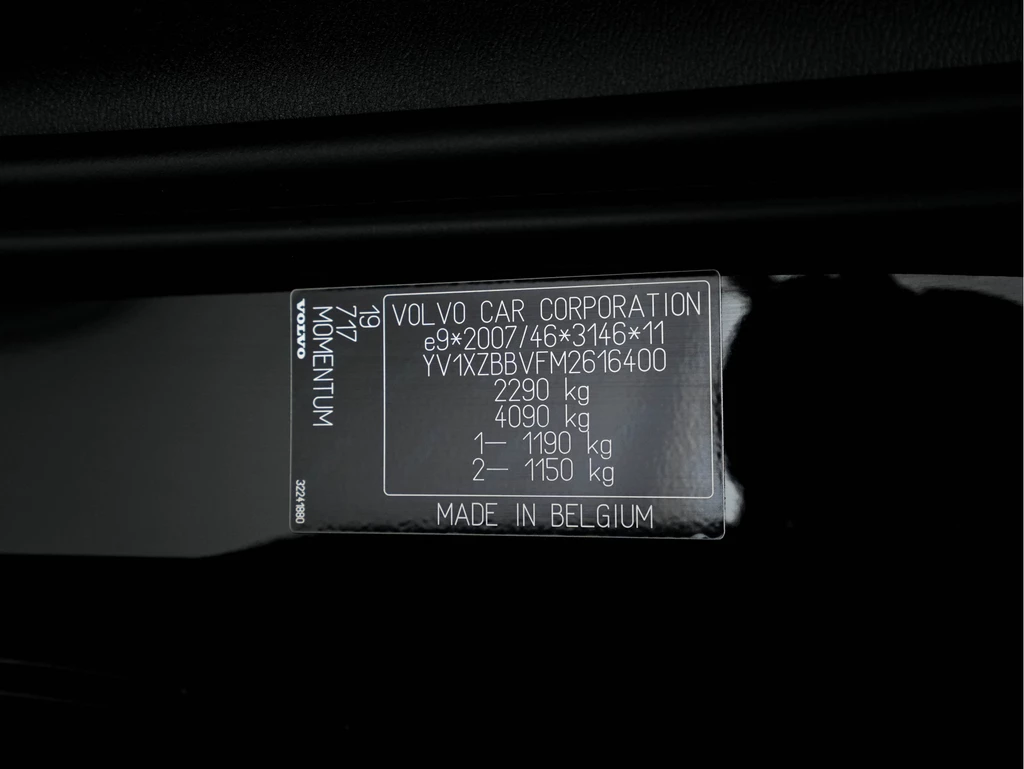 VOLVO CAR CORPORATION
e9*2007/46*3146*11
YV1XZBBVFM2616400
2290 kg
4090 kg
1— 1190 kg
2— 1150 kg
MADE IN BELGIUM
19
717
MOMENTUM
VOLVO
32241880